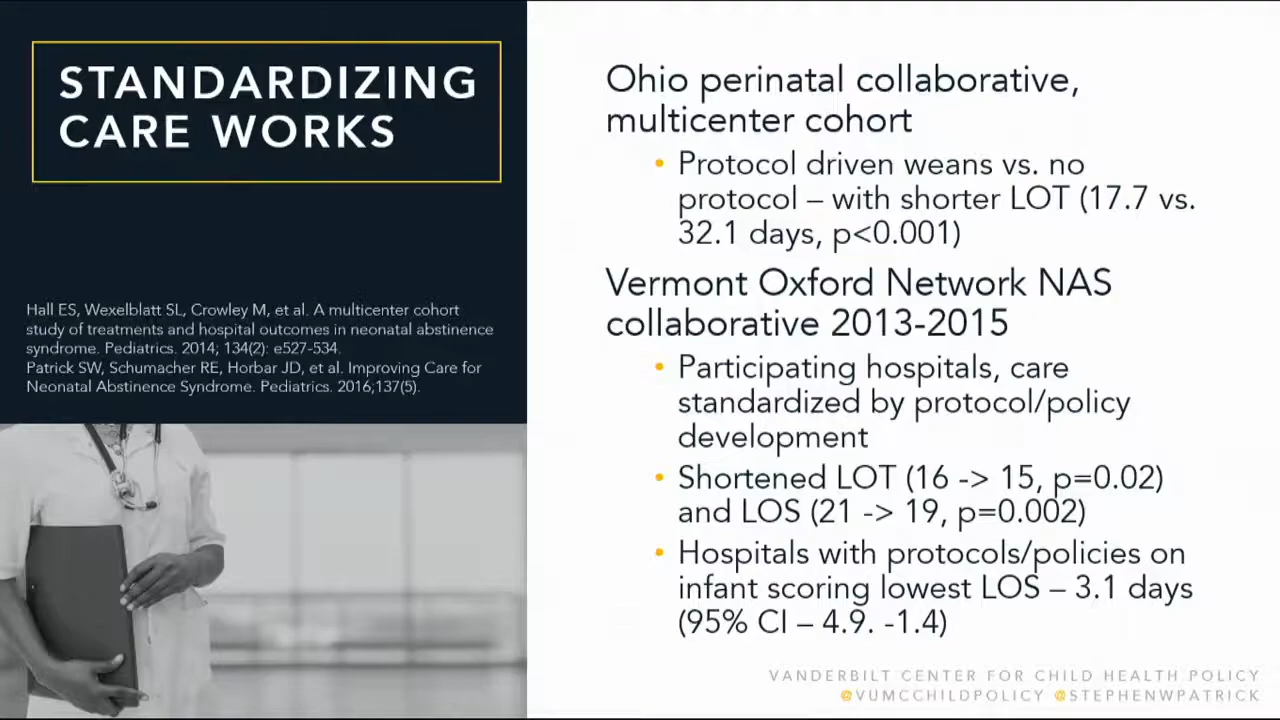 STANDARDIZING
CARE WORKS
Hall ES, Wexelblatt SL, Crowley M, et al. A multicenter cohort
study of treatments and hospital outcomes in neonatal abstinence
syndrome. Pediatrics. 2014; 134(2): e527-534.
Patrick SW, Schumacher RE, Horbar JD, et al. Improving Care for
Neonatal Abstinence Syndrome. Pediatrics. 2016;137(5).
Ohio perinatal collaborative,
multicenter cohort
• Protocol driven weans vs. no
protocol – with shorter LOT (17.7 vs.
32.1 days, p<0.001)
Vermont Oxford Network NAS
collaborative 2013-2015
• Participating hospitals, care
standardized by protocol/policy
development
• Shortened LOT (16 -> 15, p=0.02)
and LOS (21 -> 19, p=0.002)
• Hospitals with protocols/policies on
infant scoring lowest LOS – 3.1 days
(95% CI – 4.9. -1.4)
VANDERBILT CENTER FOR CHILD HEALTH POLICY
@VUMCCHILDPOLICY @STEPHENWPATRICK